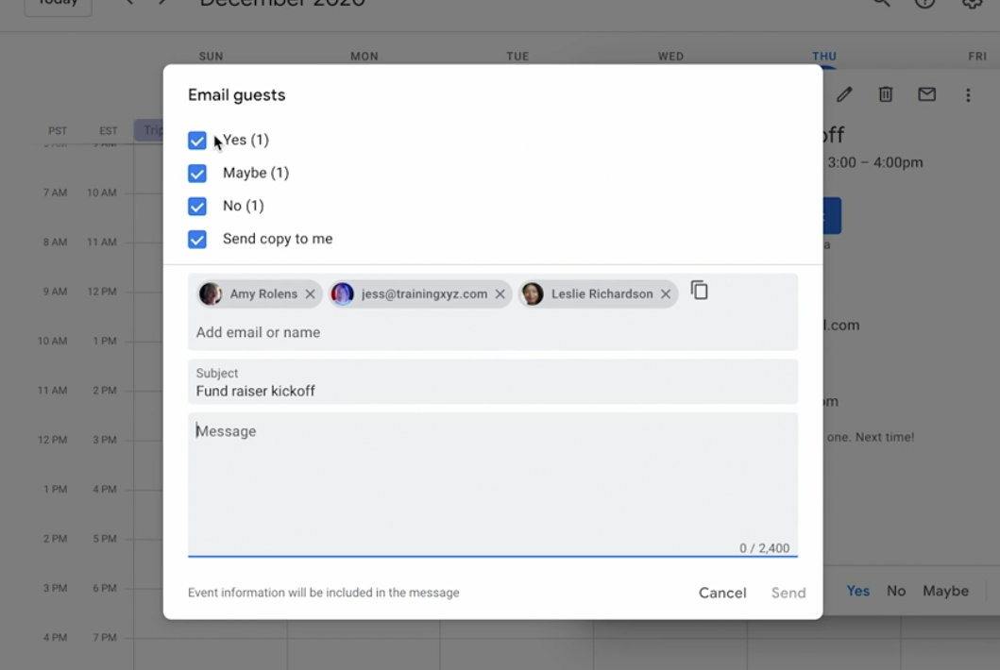 Today
December 2020
SUN MON TUE WED THU FRI
Email guests
Yes (1)
Maybe (1)
No (1)
Send copy to me
Amy Rolens jess@trainingxyz.com Leslie Richardson
Add email or name
Subject
Fund raiser kickoff
Message
0 / 2,400
Event information will be included in the message
Cancel Send
PST EST Trip
7 AM 10 AM
8 AM 11 AM
9 AM 12 PM
10 AM 1 PM
11 AM 2 PM
12 PM 3 PM
1 PM 4 PM
2 PM 5 PM
3 PM 6 PM
4 PM 7 PM
off
3:00 – 4:00pm
a
l.com
om
one. Next time!
Yes No Maybe